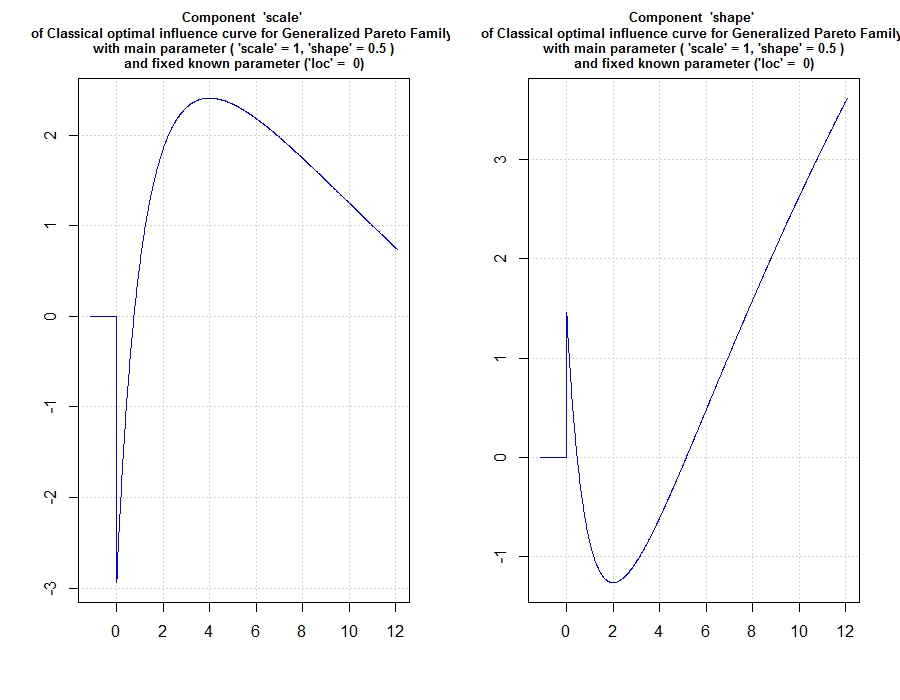 Component 'scale'
of Classical optimal influence curve for Generalized Pareto Family
with main parameter ( 'scale' = 1, 'shape' = 0.5 )
and fixed known parameter ('loc' = 0)
2
1
0
-1
-2
-3
0 2 4 6 8 10 12
Component 'shape'
of Classical optimal influence curve for Generalized Pareto Family
with main parameter ( 'scale' = 1, 'shape' = 0.5 )
and fixed known parameter ('loc' = 0)
3
2
1
0
-1
0 2 4 6 8 10 12